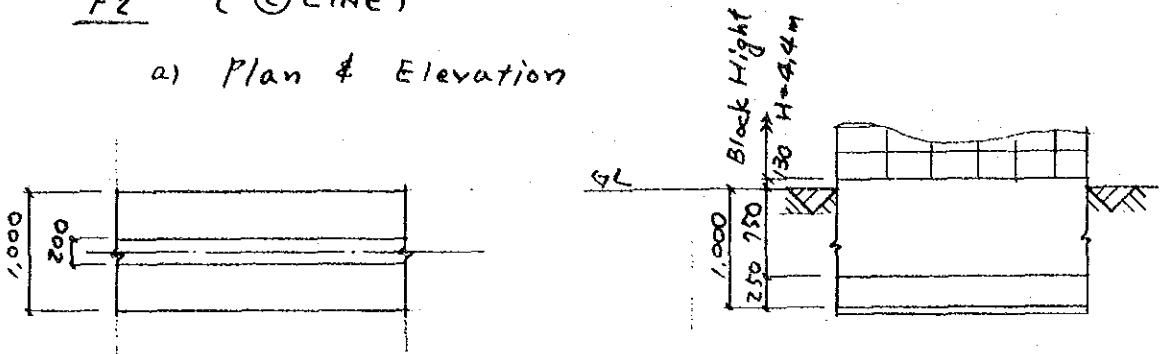 F2 (Ⓒ LINE)
a) Plan & Elevation
1,000
200
Block Hight
H=4,4m
130
GL
1,000
250 750